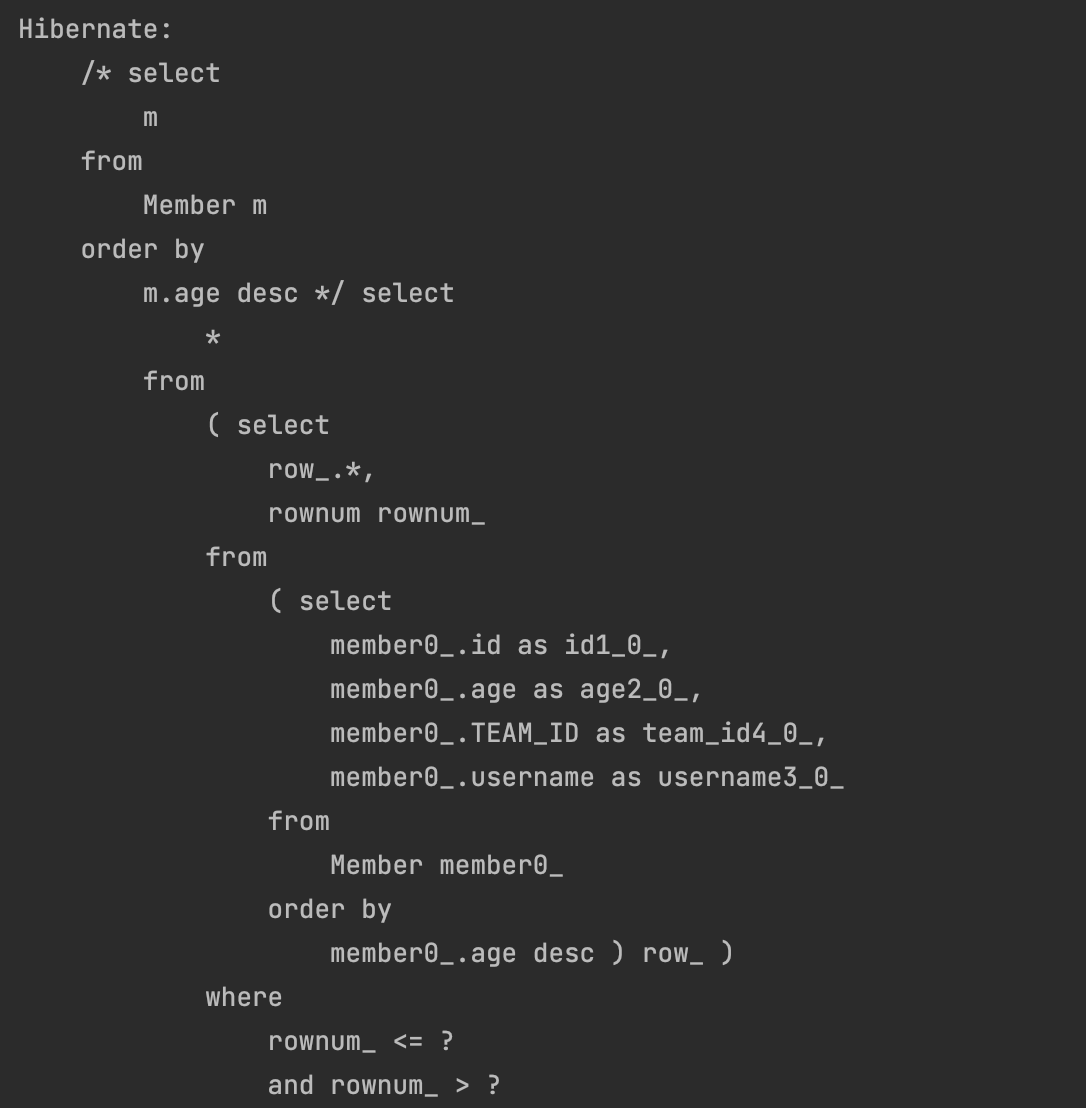 Hibernate:
    /* select
        m
    from
        Member m
    order by
        m.age desc */ select
            *
        from
            ( select
                row_.*,
                rownum rownum_
            from
                ( select
                    member0_.id as id1_0_,
                    member0_.age as age2_0_,
                    member0_.TEAM_ID as team_id4_0_,
                    member0_.username as username3_0_
                from
                    Member member0_
                order by
                    member0_.age desc ) row_ )
            where
                rownum_ <= ?
                and rownum_ > ?